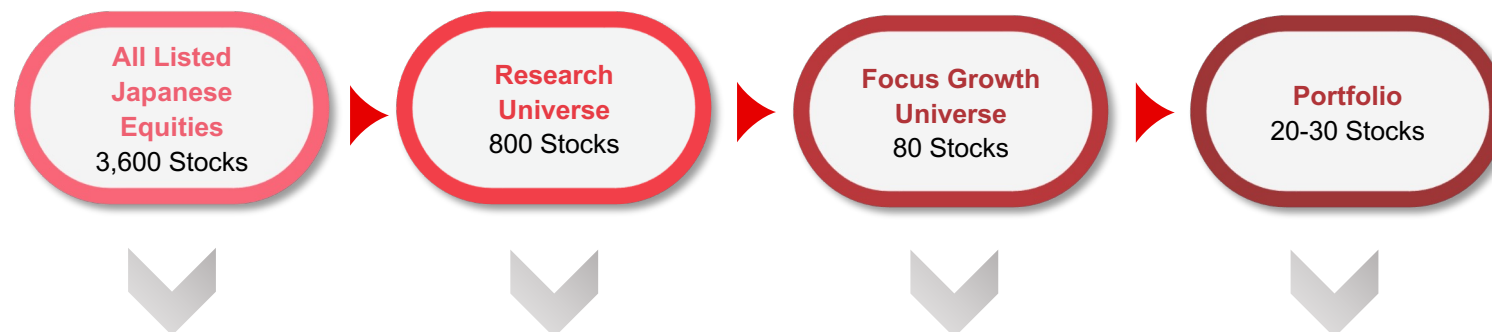 All Listed
Japanese
Equities
3,600 Stocks
Research
Universe
800 Stocks
Focus Growth
Universe
80 Stocks
Portfolio
20-30 Stocks